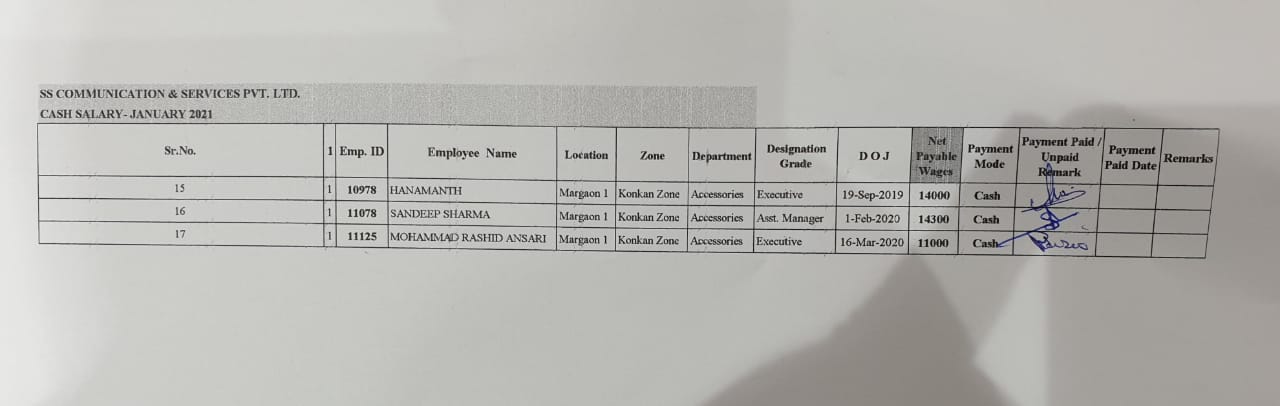 SS COMMUNICATION & SERVICES PVT. LTD.
CASH SALARY- JANUARY 2021
Sr.No. 1 Emp. ID Employee Name Location Zone Department Designation Grade D O J Net Payable Wages Payment Mode Payment Paid / Unpaid Remark Payment Paid Date Remarks
15 1 10978 HANAMANTH Margaon 1 Konkan Zone Accessories Executive 19-Sep-2019 14000 Cash
16 1 11078 SANDEEP SHARMA Margaon 1 Konkan Zone Accessories Asst. Manager 1-Feb-2020 14300 Cash
17 1 11125 MOHAMMAD RASHID ANSARI Margaon 1 Konkan Zone Accessories Executive 16-Mar-2020 11000 Cash